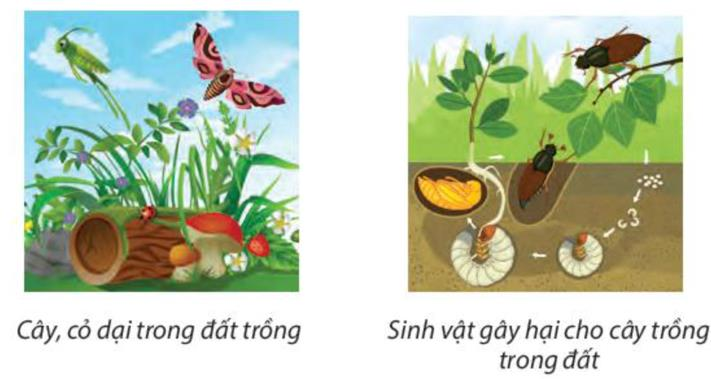 Cây, cỏ dại trong đất trồng
Sinh vật gây hại cho cây trồng
trong đất